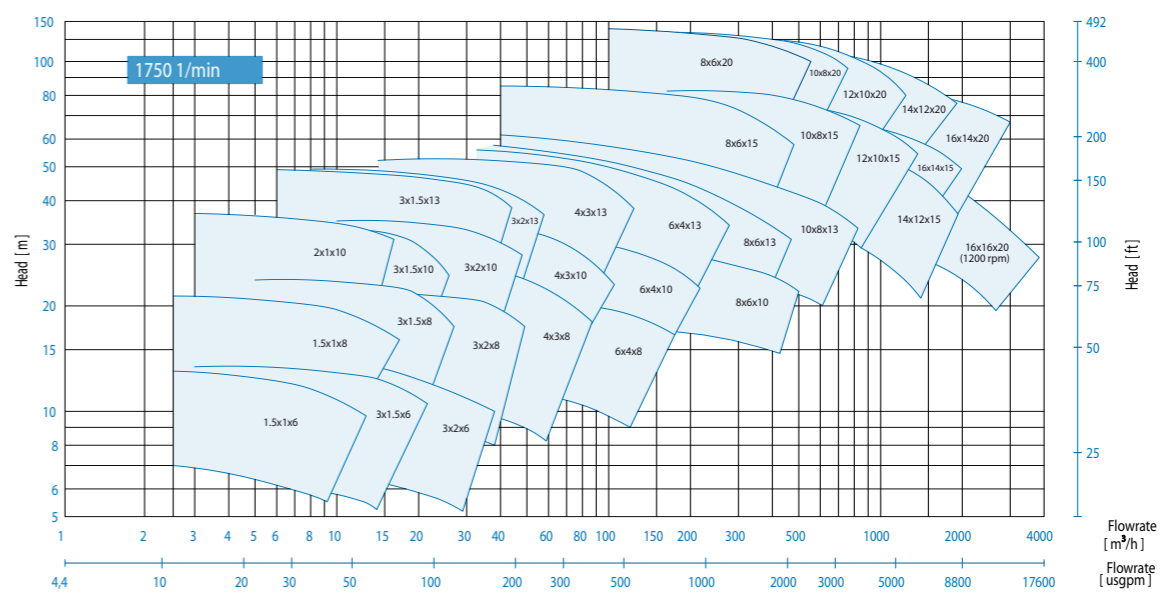 150
492
1750 1/min
100
400
8x6x20
10x8x20
12x10x20
80
14x12x20
16x14x20
60
200
8x6x15
10x8x15
12x10x15
50
16x14x15
150
40
3x1.5x13
3x2x13
4x3x13
6x4x13
8x6x13
10x8x13
14x12x15
30
100
2x1x10
3x1.5x10
3x2x10
4x3x10
6x4x10
8x6x10
16x16x20
(1200 rpm)
Head [m]
Head [ft]
75
20
3x1.5x8
1.5x1x8
3x2x8
4x3x8
6x4x8
15
50
10
1.5x1x6
3x1.5x6
3x2x6
8
25
6
5
1 2 3 4 5 6 8 10 20 30 40 60 80 100 150 200 300 500 1000 2000 4000
Flowrate
[ m³/h ]
4,4 10 20 30 50 100 200 300 500 1000 2000 3000 5000 8800 17600
Flowrate
[ usgpm ]